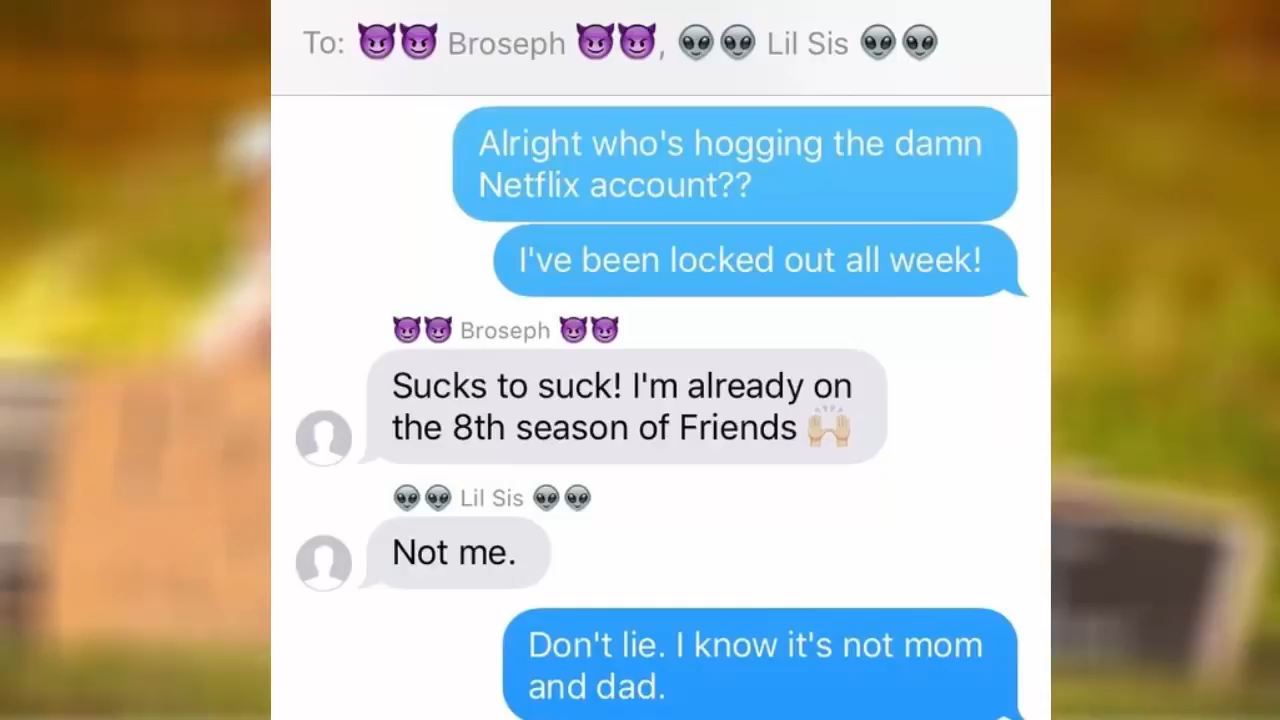 To: 😈😈 Broseph 😈😈, 👽👽 Lil Sis 👽👽
Alright who's hogging the damn
Netflix account??
I've been locked out all week!
😈😈 Broseph 😈😈
Sucks to suck! I'm already on
the 8th season of Friends 🙌🏼
👽👽 Lil Sis 👽👽
Not me.
Don't lie. I know it's not mom
and dad.